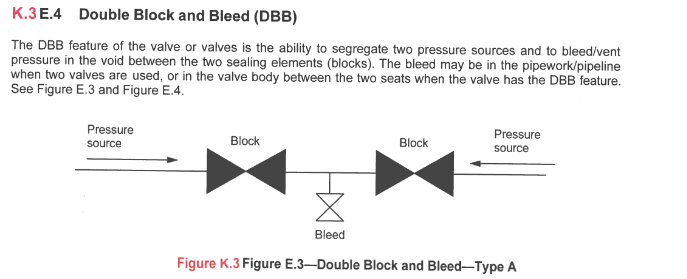 K.3 E.4 Double Block and Bleed (DBB)
The DBB feature of the valve or valves is the ability to segregate two pressure sources and to bleed/vent
pressure in the void between the two sealing elements (blocks). The bleed may be in the pipework/pipeline
when two valves are used, or in the valve body between the two seats when the valve has the DBB feature.
See Figure E.3 and Figure E.4.
Pressure
source
Block
Block
Pressure
source
Bleed
Figure K.3 Figure E.3—Double Block and Bleed—Type A